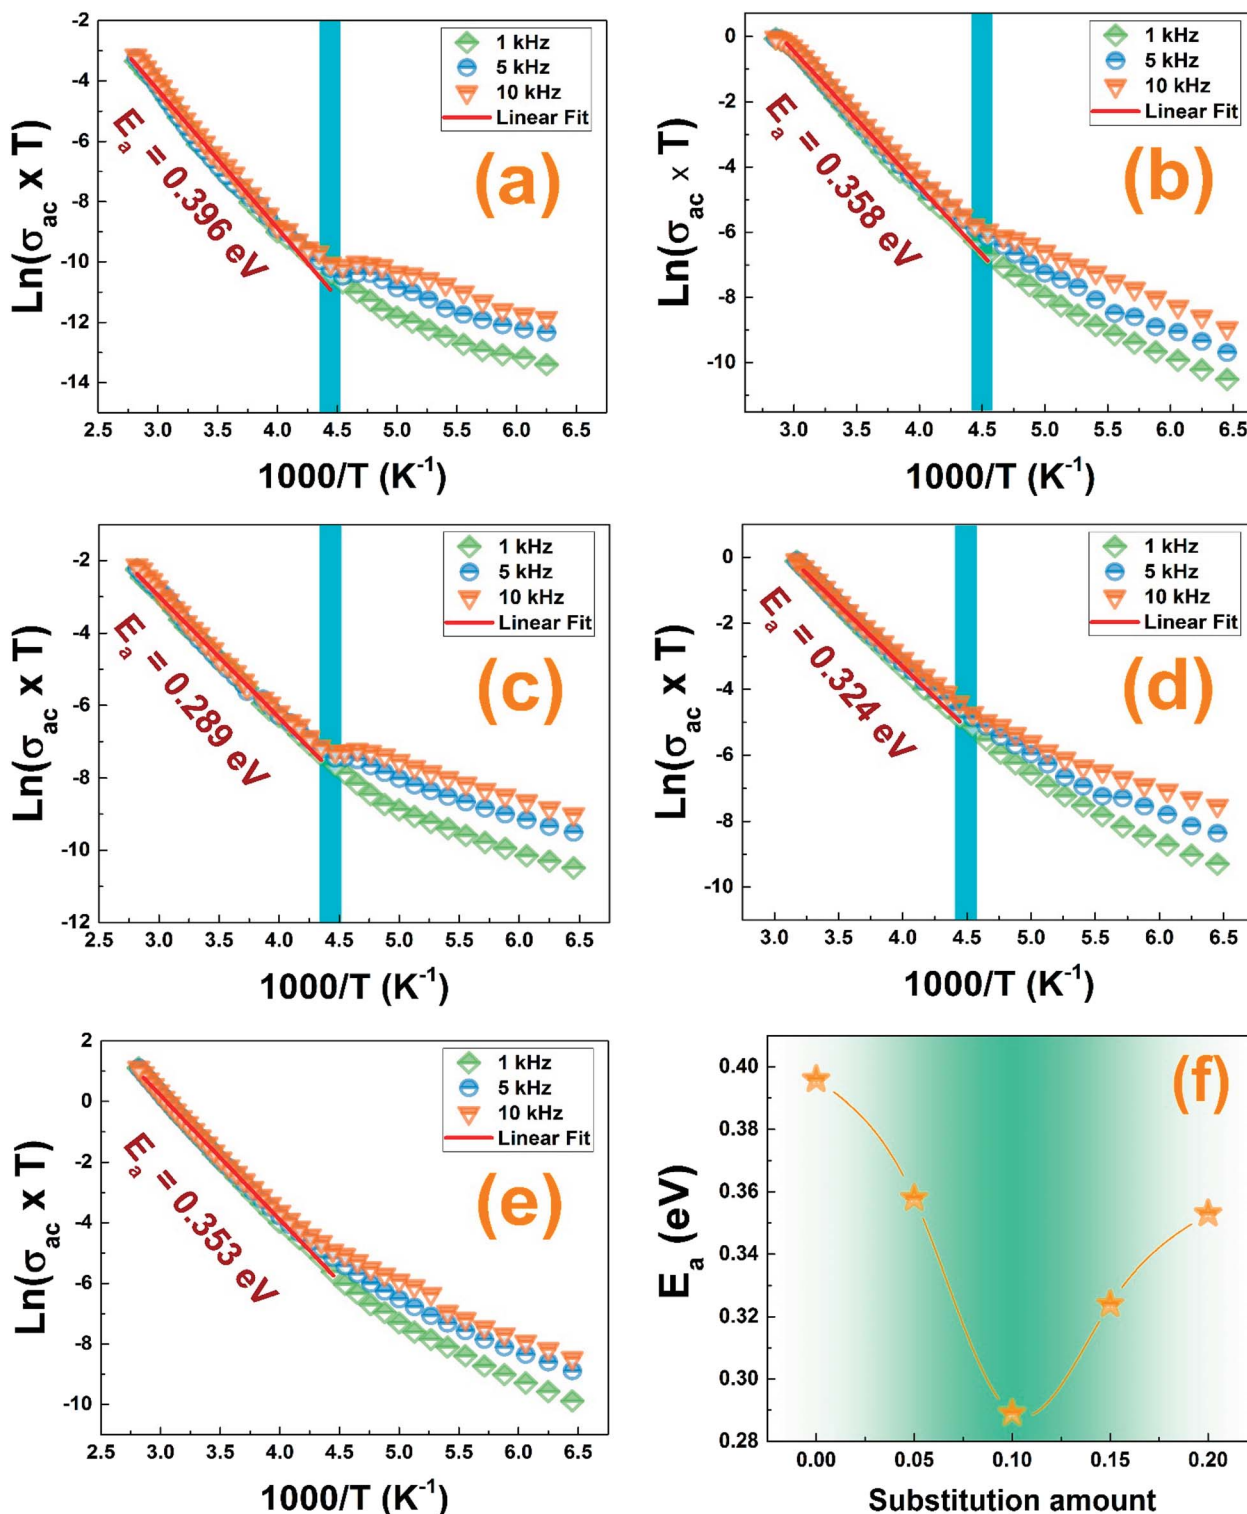 -2
-4
-6
-8
-10
-12
-14
Ln(σac x T)
1 kHz
5 kHz
10 kHz
Linear Fit
Ea = 0.396 eV
(a)
2.5 3.0 3.5 4.0 4.5 5.0 5.5 6.0 6.5
1000/T (K-1)
0
-2
-4
-6
-8
-10
Ln(σac x T)
1 kHz
5 kHz
10 kHz
Linear Fit
Ea = 0.358 eV
(b)
3.0 3.5 4.0 4.5 5.0 5.5 6.0 6.5
1000/T (K-1)
-2
-4
-6
-8
-10
-12
Ln(σac x T)
1 kHz
5 kHz
10 kHz
Linear Fit
Ea = 0.289 eV
(c)
2.5 3.0 3.5 4.0 4.5 5.0 5.5 6.0 6.5
1000/T (K-1)
0
-2
-4
-6
-8
-10
Ln(σac x T)
1 kHz
5 kHz
10 kHz
Linear Fit
Ea = 0.324 eV
(d)
3.0 3.5 4.0 4.5 5.0 5.5 6.0 6.5
1000/T (K-1)
2
0
-2
-4
-6
-8
-10
Ln(σac x T)
1 kHz
5 kHz
10 kHz
Linear Fit
Ea = 0.353 eV
(e)
2.5 3.0 3.5 4.0 4.5 5.0 5.5 6.0 6.5
1000/T (K-1)
0.40
0.38
0.36
0.34
0.32
0.30
0.28
Ea (eV)
(f)
0.00 0.05 0.10 0.15 0.20
Substitution amount